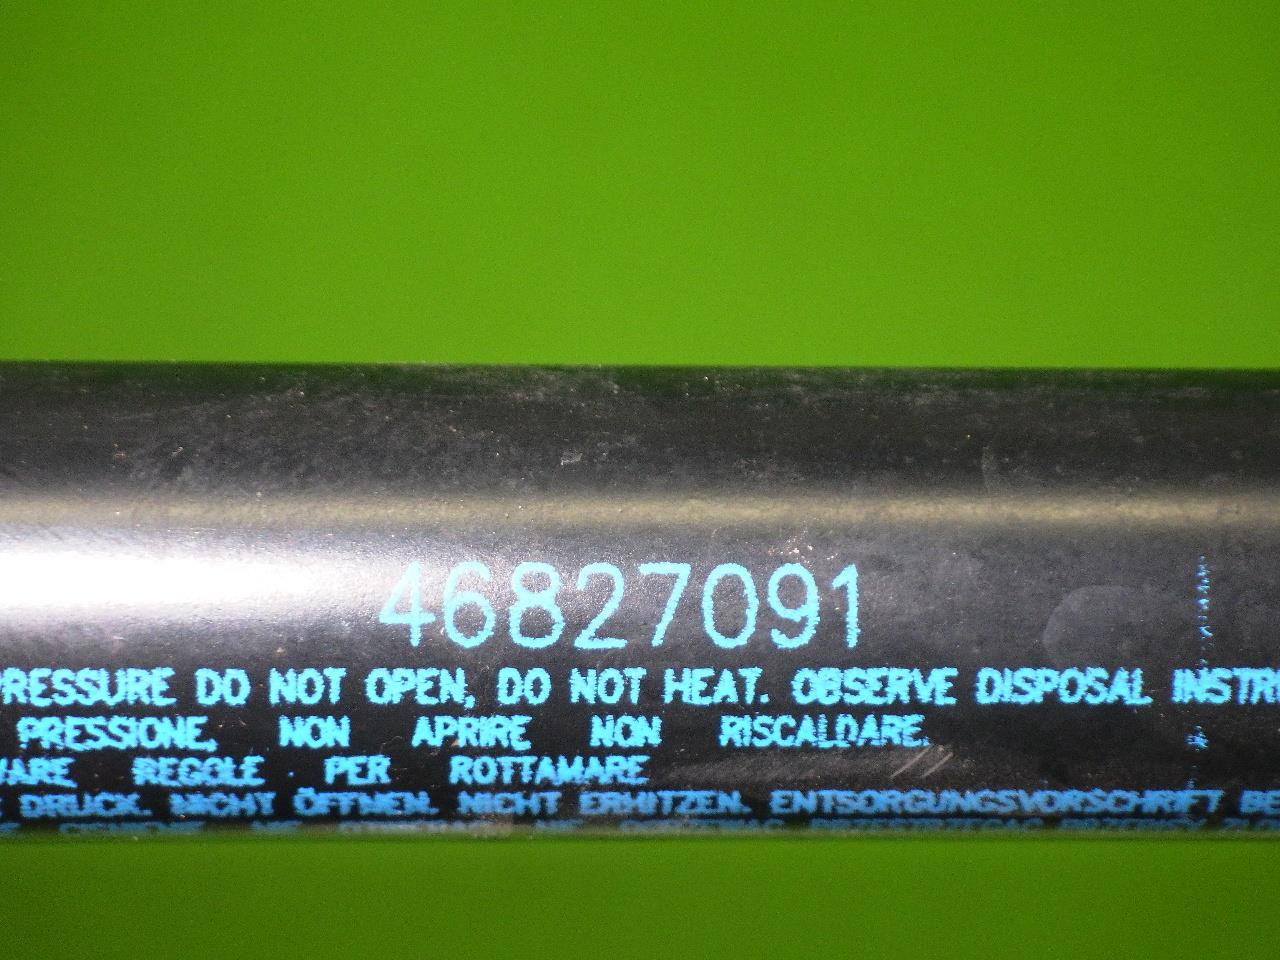 46827091
PRESSURE DO NOT OPEN, DO NOT HEAT. OBSERVE DISPOSAL INSTR
PRESSIONE, NON APRIRE NON RISCALDARE.
VARE REGOLE PER ROTTAMARE
DRUCK. NICHT ÖFFNEN. NICHT ERHITZEN. ENTSORGUNGSVORSCHRIFT BE